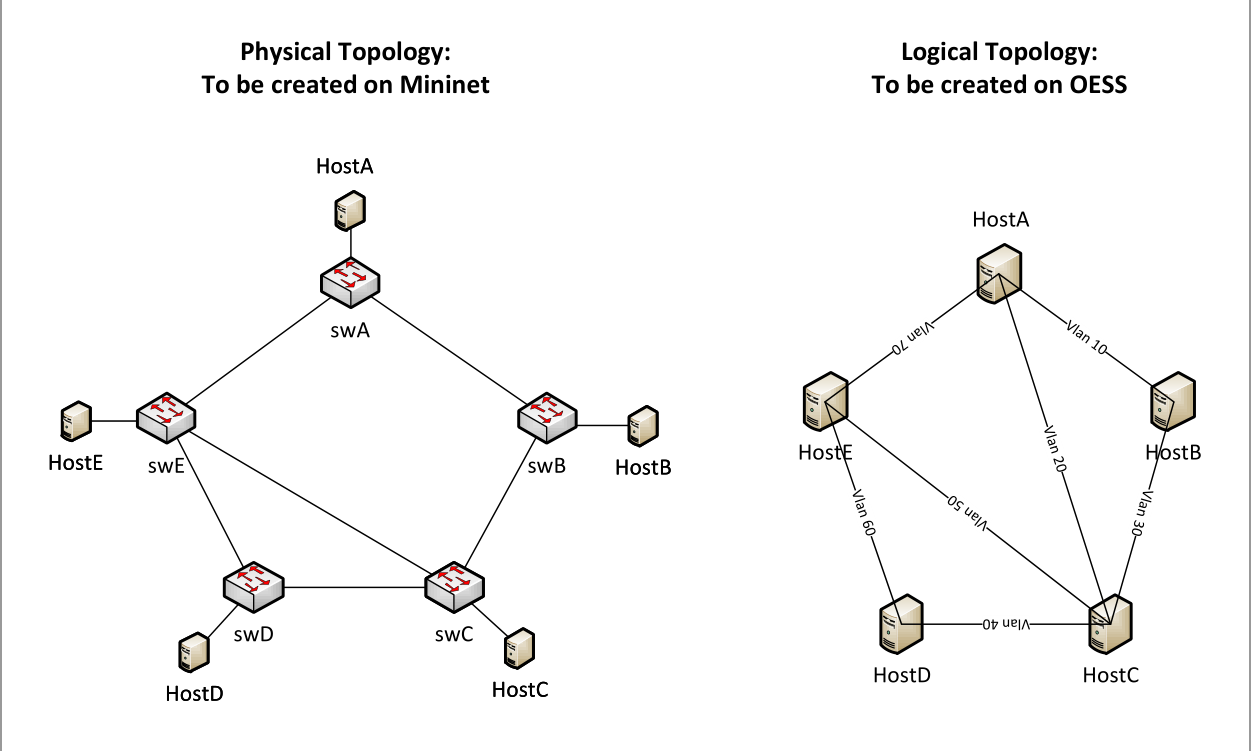 Physical Topology:
To be created on Mininet
HostA
swA
HostE
swE
swB
HostB
swD
swC
HostD
HostC
Logical Topology:
To be created on OESS
HostA
Vlan 70
Vlan 10
HostE
HostB
Vlan 20
Vlan 60
Vlan 50
Vlan 30
Vlan 40
HostD
HostC